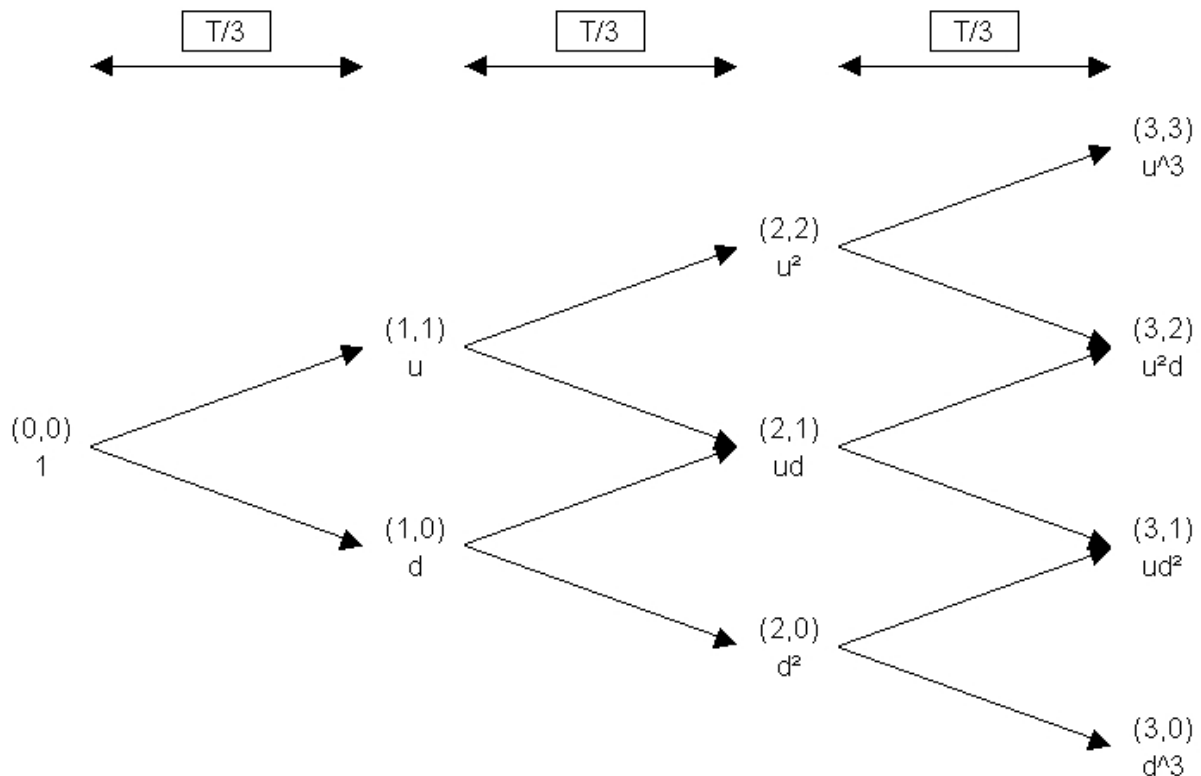 T/3
T/3
T/3
(3,3)
u^3
(2,2)
u²
(1,1)
u
(3,2)
u²d
(0,0)
1
(2,1)
ud
(1,0)
d
(3,1)
ud²
(2,0)
d²
(3,0)
d^3